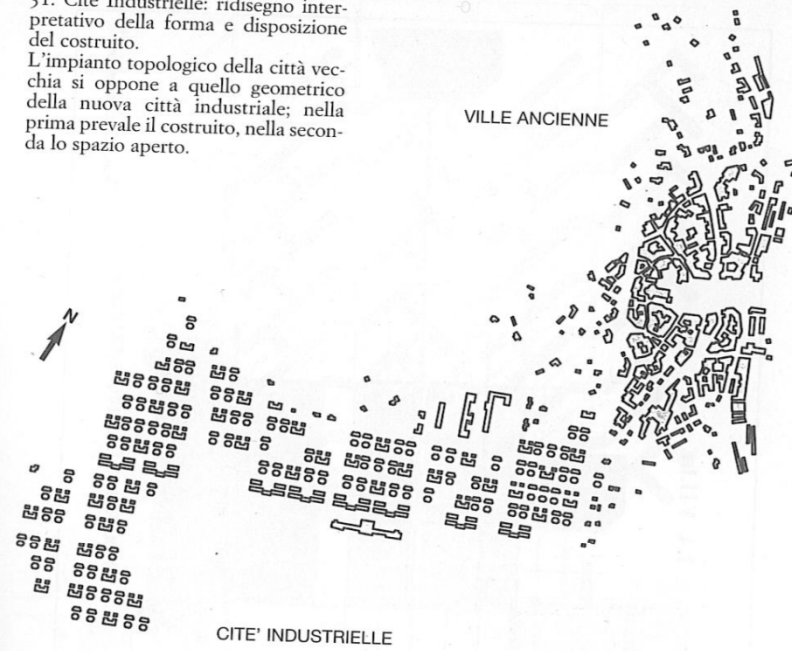 51. Cité Industrielle: ridisegno inter-
pretativo della forma e disposizione
del costruito.
L'impianto topologico della città vec-
chia si oppone a quello geometrico
della nuova città industriale; nella
prima prevale il costruito, nella secon-
da lo spazio aperto.
VILLE ANCIENNE
N
CITE' INDUSTRIELLE